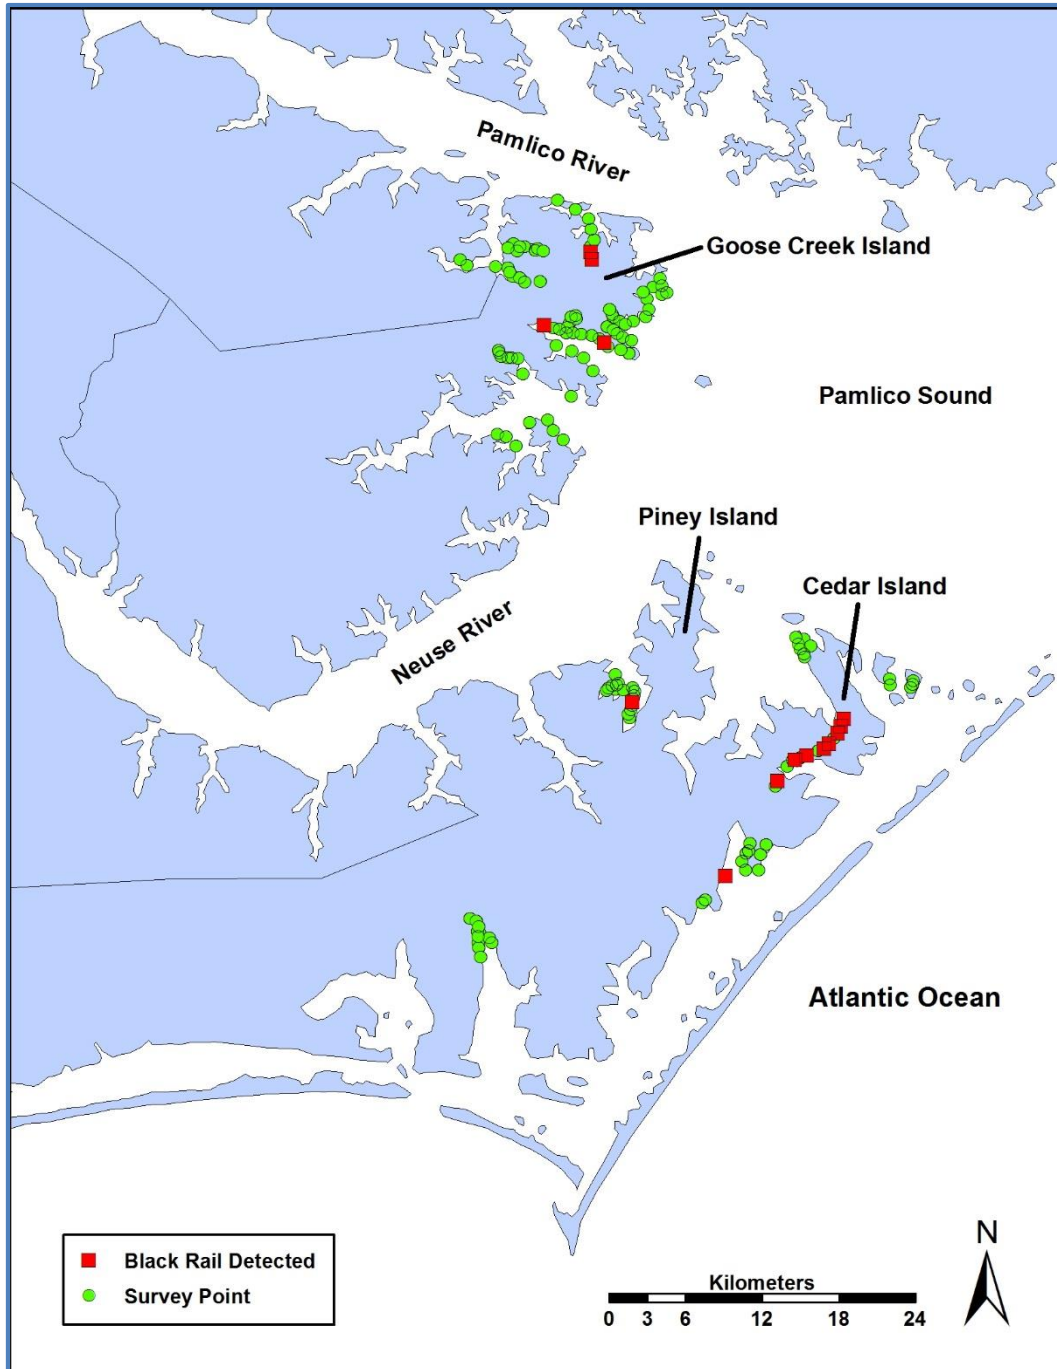 Pamlico River
Goose Creek Island
Pamlico Sound
Piney Island
Cedar Island
Neuse River
Atlantic Ocean
Black Rail Detected
Survey Point
Kilometers
0 3 6 12 18 24
N